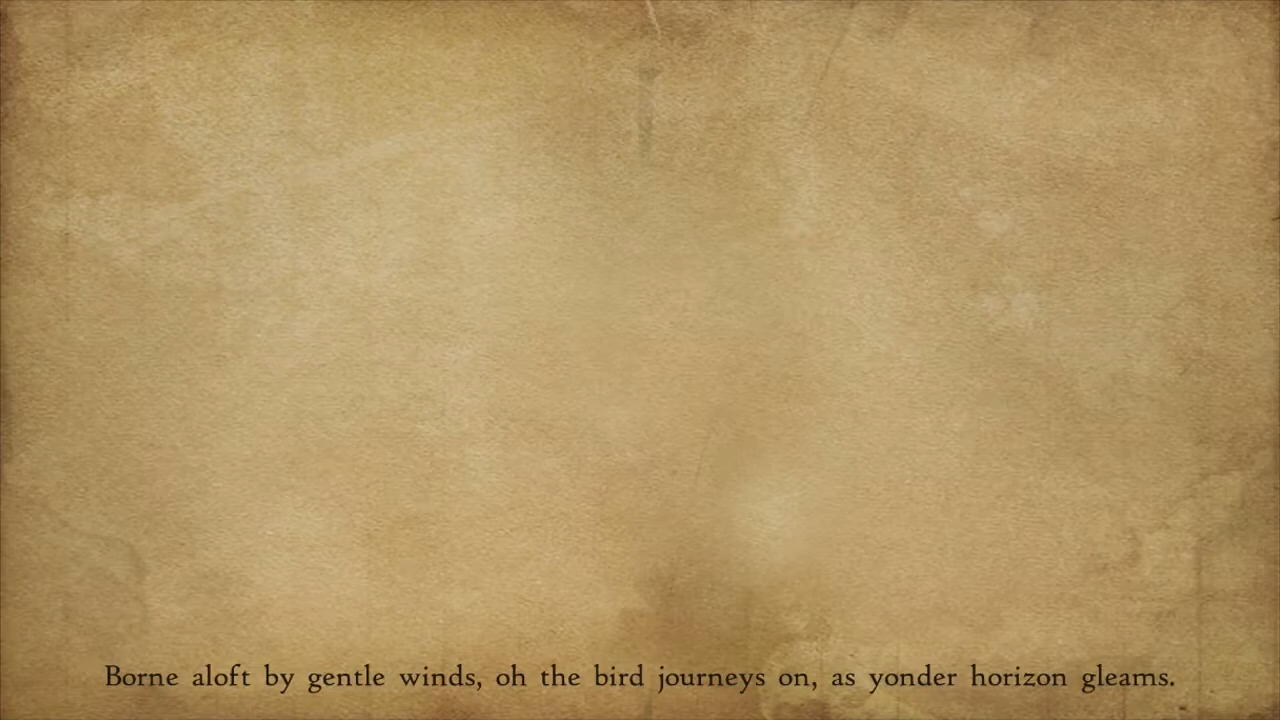 Borne aloft by gentle winds, oh the bird journeys on, as yonder horizon gleams.